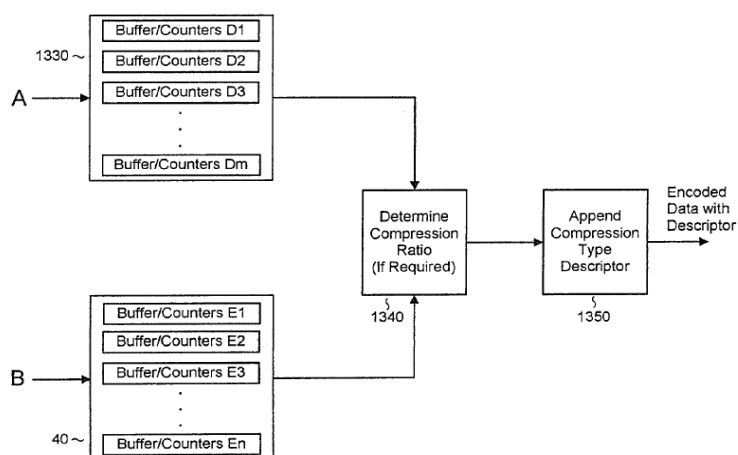 Buffer/Counters D1
1330
Buffer/Counters D2
A
Buffer/Counters D3
Buffer/Counters Dm
Determine
Compression
Ratio
(If Required)
1340
Append
Compression
Type
Descriptor
1350
Encoded
Data with
Descriptor
Buffer/Counters E1
Buffer/Counters E2
B
Buffer/Counters E3
40
Buffer/Counters En